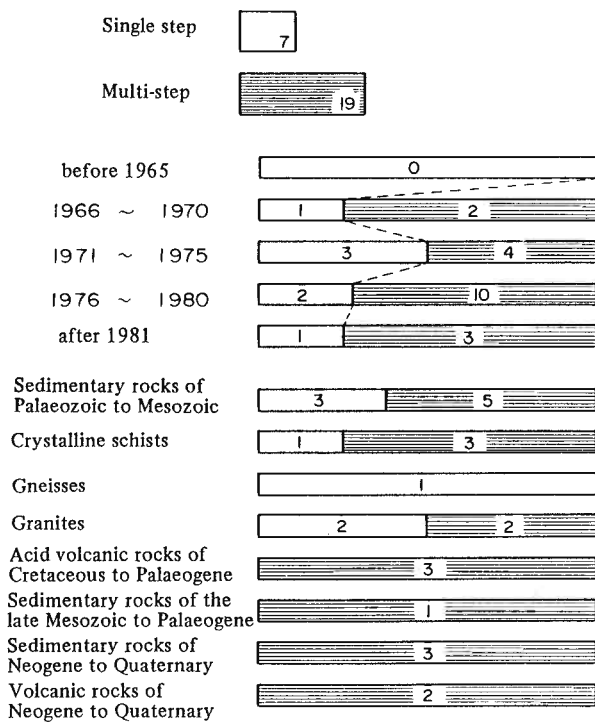 Single step 7
Multi-step 19
before 1965 0
1966 ~ 1970 1 2
1971 ~ 1975 3 4
1976 ~ 1980 2 10
after 1981 1 3
Sedimentary rocks of
Palaeozoic to Mesozoic 3 5
Crystalline schists 1 3
Gneisses 1
Granites 2 2
Acid volcanic rocks of
Cretaceous to Palaeogene 3
Sedimentary rocks of the
late Mesozoic to Palaeogene 1
Sedimentary rocks of
Neogene to Quaternary 3
Volcanic rocks of
Neogene to Quaternary 2